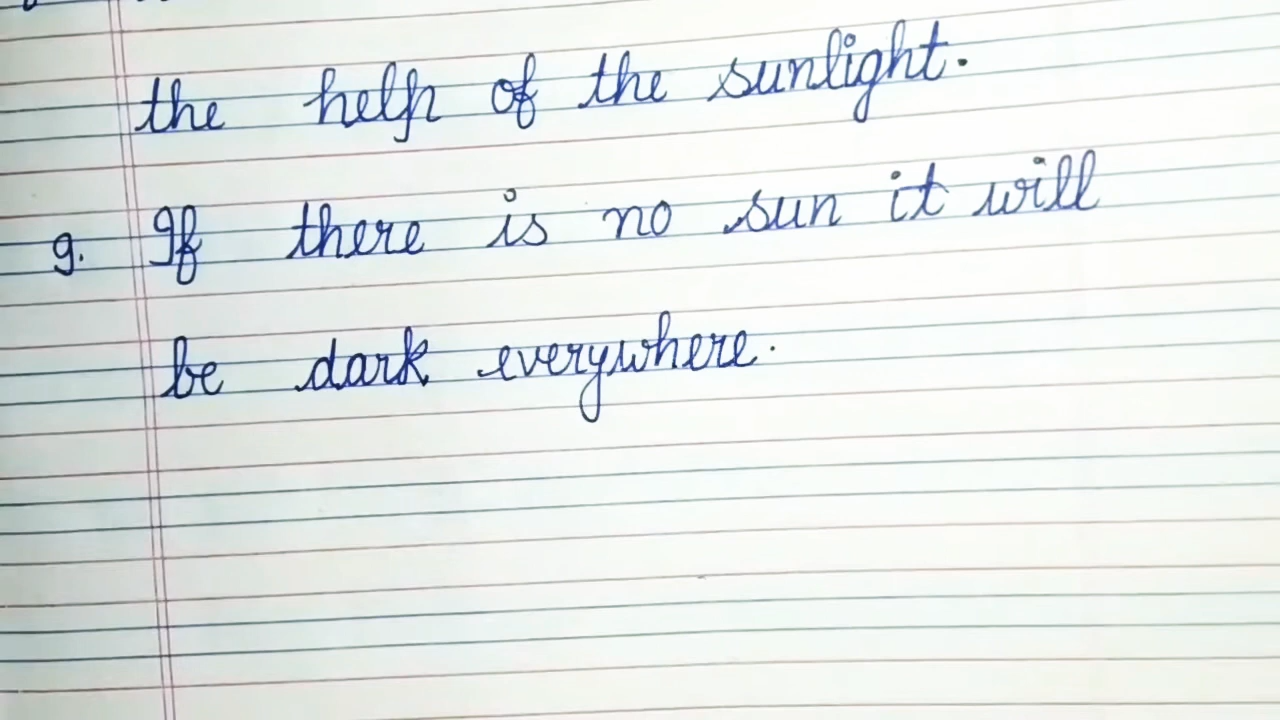 the help of the sunlight.
9. If there is no sun it will
be dark everywhere.